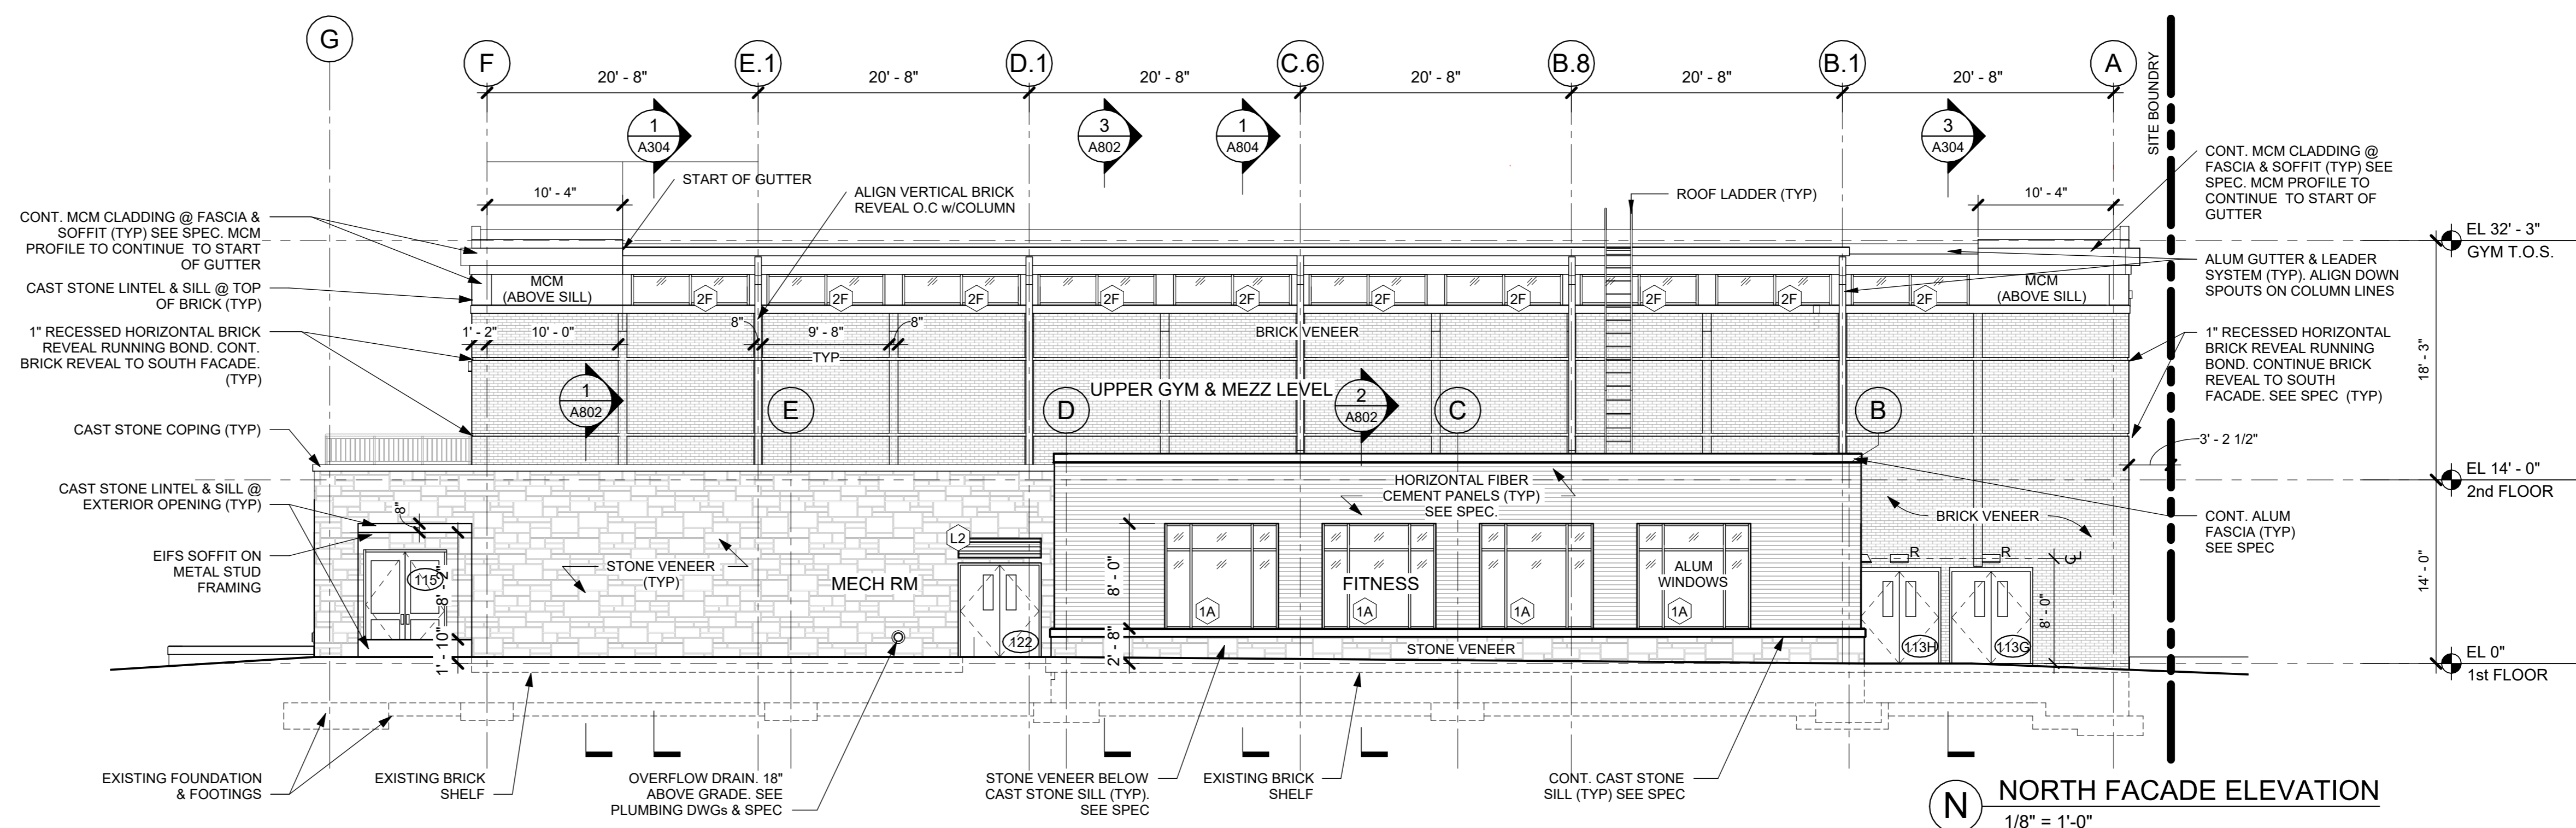 G
F
E.1
D.1
C.6
B.8
B.1
A
20' - 8"
20' - 8"
20' - 8"
20' - 8"
20' - 8"
20' - 8"
SITE BOUNDRY
1
A304
3
A802
1
A804
3
A304
10' - 4"
START OF GUTTER
ALIGN VERTICAL BRICK
REVEAL O.C w/COLUMN
ROOF LADDER (TYP)
10' - 4"
CONT. MCM CLADDING @
FASCIA & SOFFIT (TYP) SEE
SPEC. MCM PROFILE TO
CONTINUE TO START OF
GUTTER
CONT. MCM CLADDING @ FASCIA &
SOFFIT (TYP) SEE SPEC. MCM
PROFILE TO CONTINUE TO START
OF GUTTER
EL 32' - 3"
GYM T.O.S.
ALUM GUTTER & LEADER
SYSTEM (TYP). ALIGN DOWN
SPOUTS ON COLUMN LINES
CAST STONE LINTEL & SILL @ TOP
OF BRICK (TYP)
MCM
(ABOVE SILL)
2F
2F
2F
2F
2F
2F
2F
2F
2F
2F
MCM
(ABOVE SILL)
1" RECESSED HORIZONTAL BRICK
REVEAL RUNNING BOND. CONT.
BRICK REVEAL TO SOUTH FACADE.
(TYP)
1' - 2"
10' - 0"
8"
9' - 8"
8"
TYP
BRICK VENEER
1" RECESSED HORIZONTAL
BRICK REVEAL RUNNING
BOND. CONTINUE BRICK
REVEAL TO SOUTH
FACADE. SEE SPEC (TYP)
18' - 3"
1
A802
E
D
UPPER GYM & MEZZ LEVEL
2
A802
C
B
CAST STONE COPING (TYP)
3' - 2 1/2"
EL 14' - 0"
2nd FLOOR
CAST STONE LINTEL & SILL @
EXTERIOR OPENING (TYP)
8"
HORIZONTAL FIBER
CEMENT PANELS (TYP)
SEE SPEC.
BRICK VENEER
CONT. ALUM
FASCIA (TYP)
SEE SPEC
EIFS SOFFIT ON
METAL STUD
FRAMING
115
8' - 2"
1' - 10"
STONE VENEER
(TYP)
MECH RM
L2
122
8' - 0"
2' - 8"
FITNESS
ALUM
WINDOWS
1A
1A
1A
1A
R
R
113H
113G
8' - 0"
14' - 0"
STONE VENEER
EL 0"
1st FLOOR
EXISTING FOUNDATION
& FOOTINGS
EXISTING BRICK
SHELF
OVERFLOW DRAIN. 18"
ABOVE GRADE. SEE
PLUMBING DWGs & SPEC
STONE VENEER BELOW
CAST STONE SILL (TYP).
SEE SPEC
EXISTING BRICK
SHELF
CONT. CAST STONE
SILL (TYP) SEE SPEC
N
NORTH FACADE ELEVATION
1/8" = 1'-0"